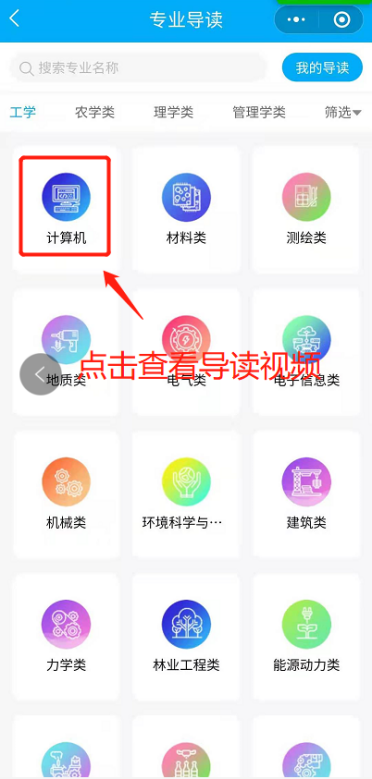 专业导读
搜索专业名称
我的导读
工学
农学类
理学类
管理学类
筛选
计算机
材料类
测绘类
点击查看导读视频
地质类
电气类
电子信息类
机械类
环境科学与···
建筑类
力学类
林业工程类
能源动力类